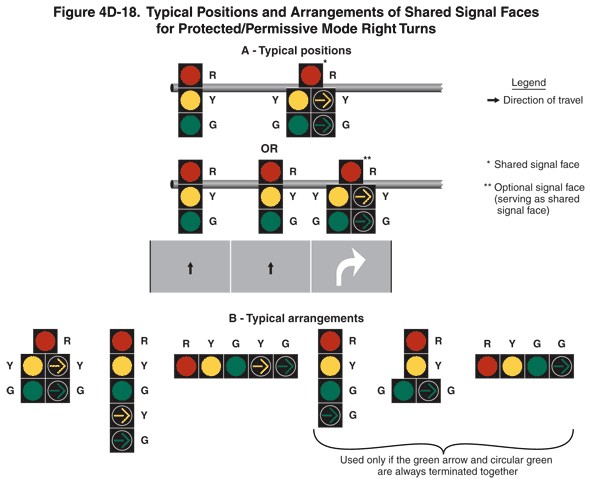 Figure 4D-18. Typical Positions and Arrangements of Shared Signal Faces
for Protected/Permissive Mode Right Turns
A - Typical positions
R * R
Y Y Y
G G G
Legend
Direction of travel
OR
* Shared signal face
** Optional signal face
(serving as shared
signal face)
R R ** R
Y Y Y Y
G G G G
B - Typical arrangements
R
Y Y
G G
R
Y
G
Y
G
R Y G Y G
R
Y
G
G
R
Y
G G
R Y G G
Used only if the green arrow and circular green
are always terminated together